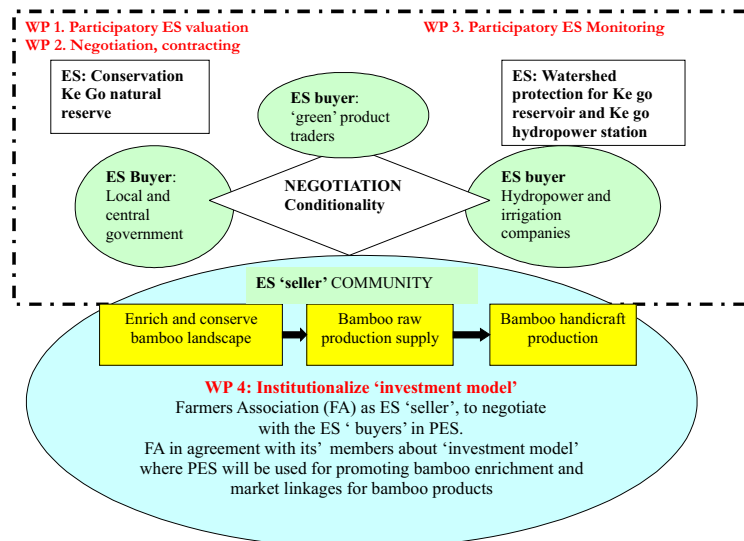 WP 1. Participatory ES valuation
WP 2. Negotiation, contracting
WP 3. Participatory ES Monitoring
ES: Conservation
Ke Go natural
reserve
ES buyer:
‘green’ product
traders
ES: Watershed
protection for Ke go
reservoir and Ke go
hydropower station
ES Buyer:
Local and
central
government
NEGOTIATION
Conditionality
ES buyer
Hydropower and
irrigation
companies
ES ‘seller’ COMMUNITY
Enrich and conserve
bamboo landscape
Bamboo raw
production supply
Bamboo handicraft
production
WP 4: Institutionalize ‘investment model’
Farmers Association (FA) as ES ‘seller’, to negotiate
with the ES ‘ buyers’ in PES.
FA in agreement with its’ members about ‘investment model’
where PES will be used for promoting bamboo enrichment and
market linkages for bamboo products